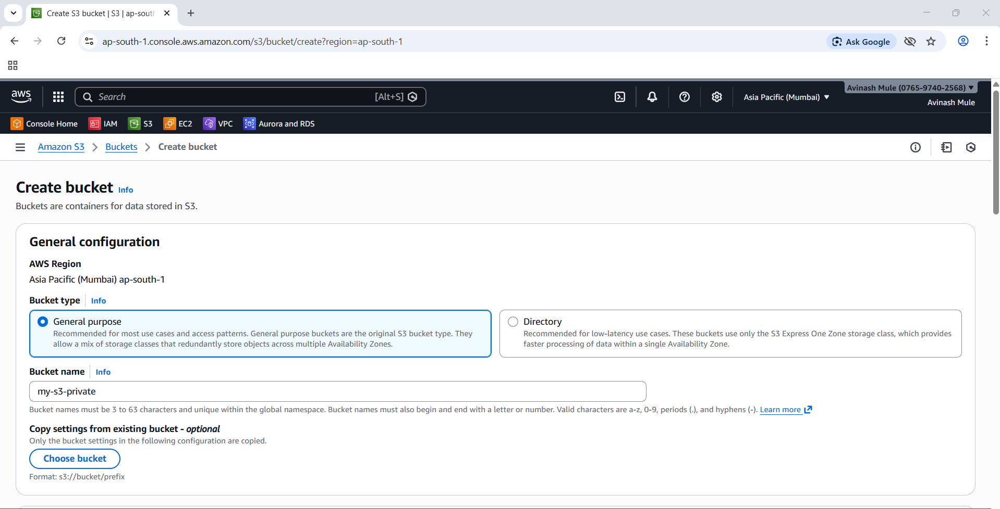 Create S3 bucket | S3 | ap-sout
ap-south-1.console.aws.amazon.com/s3/bucket/create?region=ap-south-1
Ask Google
aws
Search
[Alt+S]
Asia Pacific (Mumbai)
Avinash Mule (0765-9740-2568)
Avinash Mule
Console Home
IAM
S3
EC2
VPC
Aurora and RDS
Amazon S3 > Buckets > Create bucket
Create bucket Info
Buckets are containers for data stored in S3.
General configuration
AWS Region
Asia Pacific (Mumbai) ap-south-1
Bucket type Info
General purpose
Recommended for most use cases and access patterns. General purpose buckets are the original S3 bucket type. They
allow a mix of storage classes that redundantly store objects across multiple Availability Zones.
Directory
Recommended for low-latency use cases. These buckets use only the S3 Express One Zone storage class, which provides
faster processing of data within a single Availability Zone.
Bucket name Info
my-s3-private
Bucket names must be 3 to 63 characters and unique within the global namespace. Bucket names must also begin and end with a letter or number. Valid characters are a-z, 0-9, periods (.), and hyphens (-). Learn more
Copy settings from existing bucket - optional
Only the bucket settings in the following configuration are copied.
Choose bucket
Format: s3://bucket/prefix